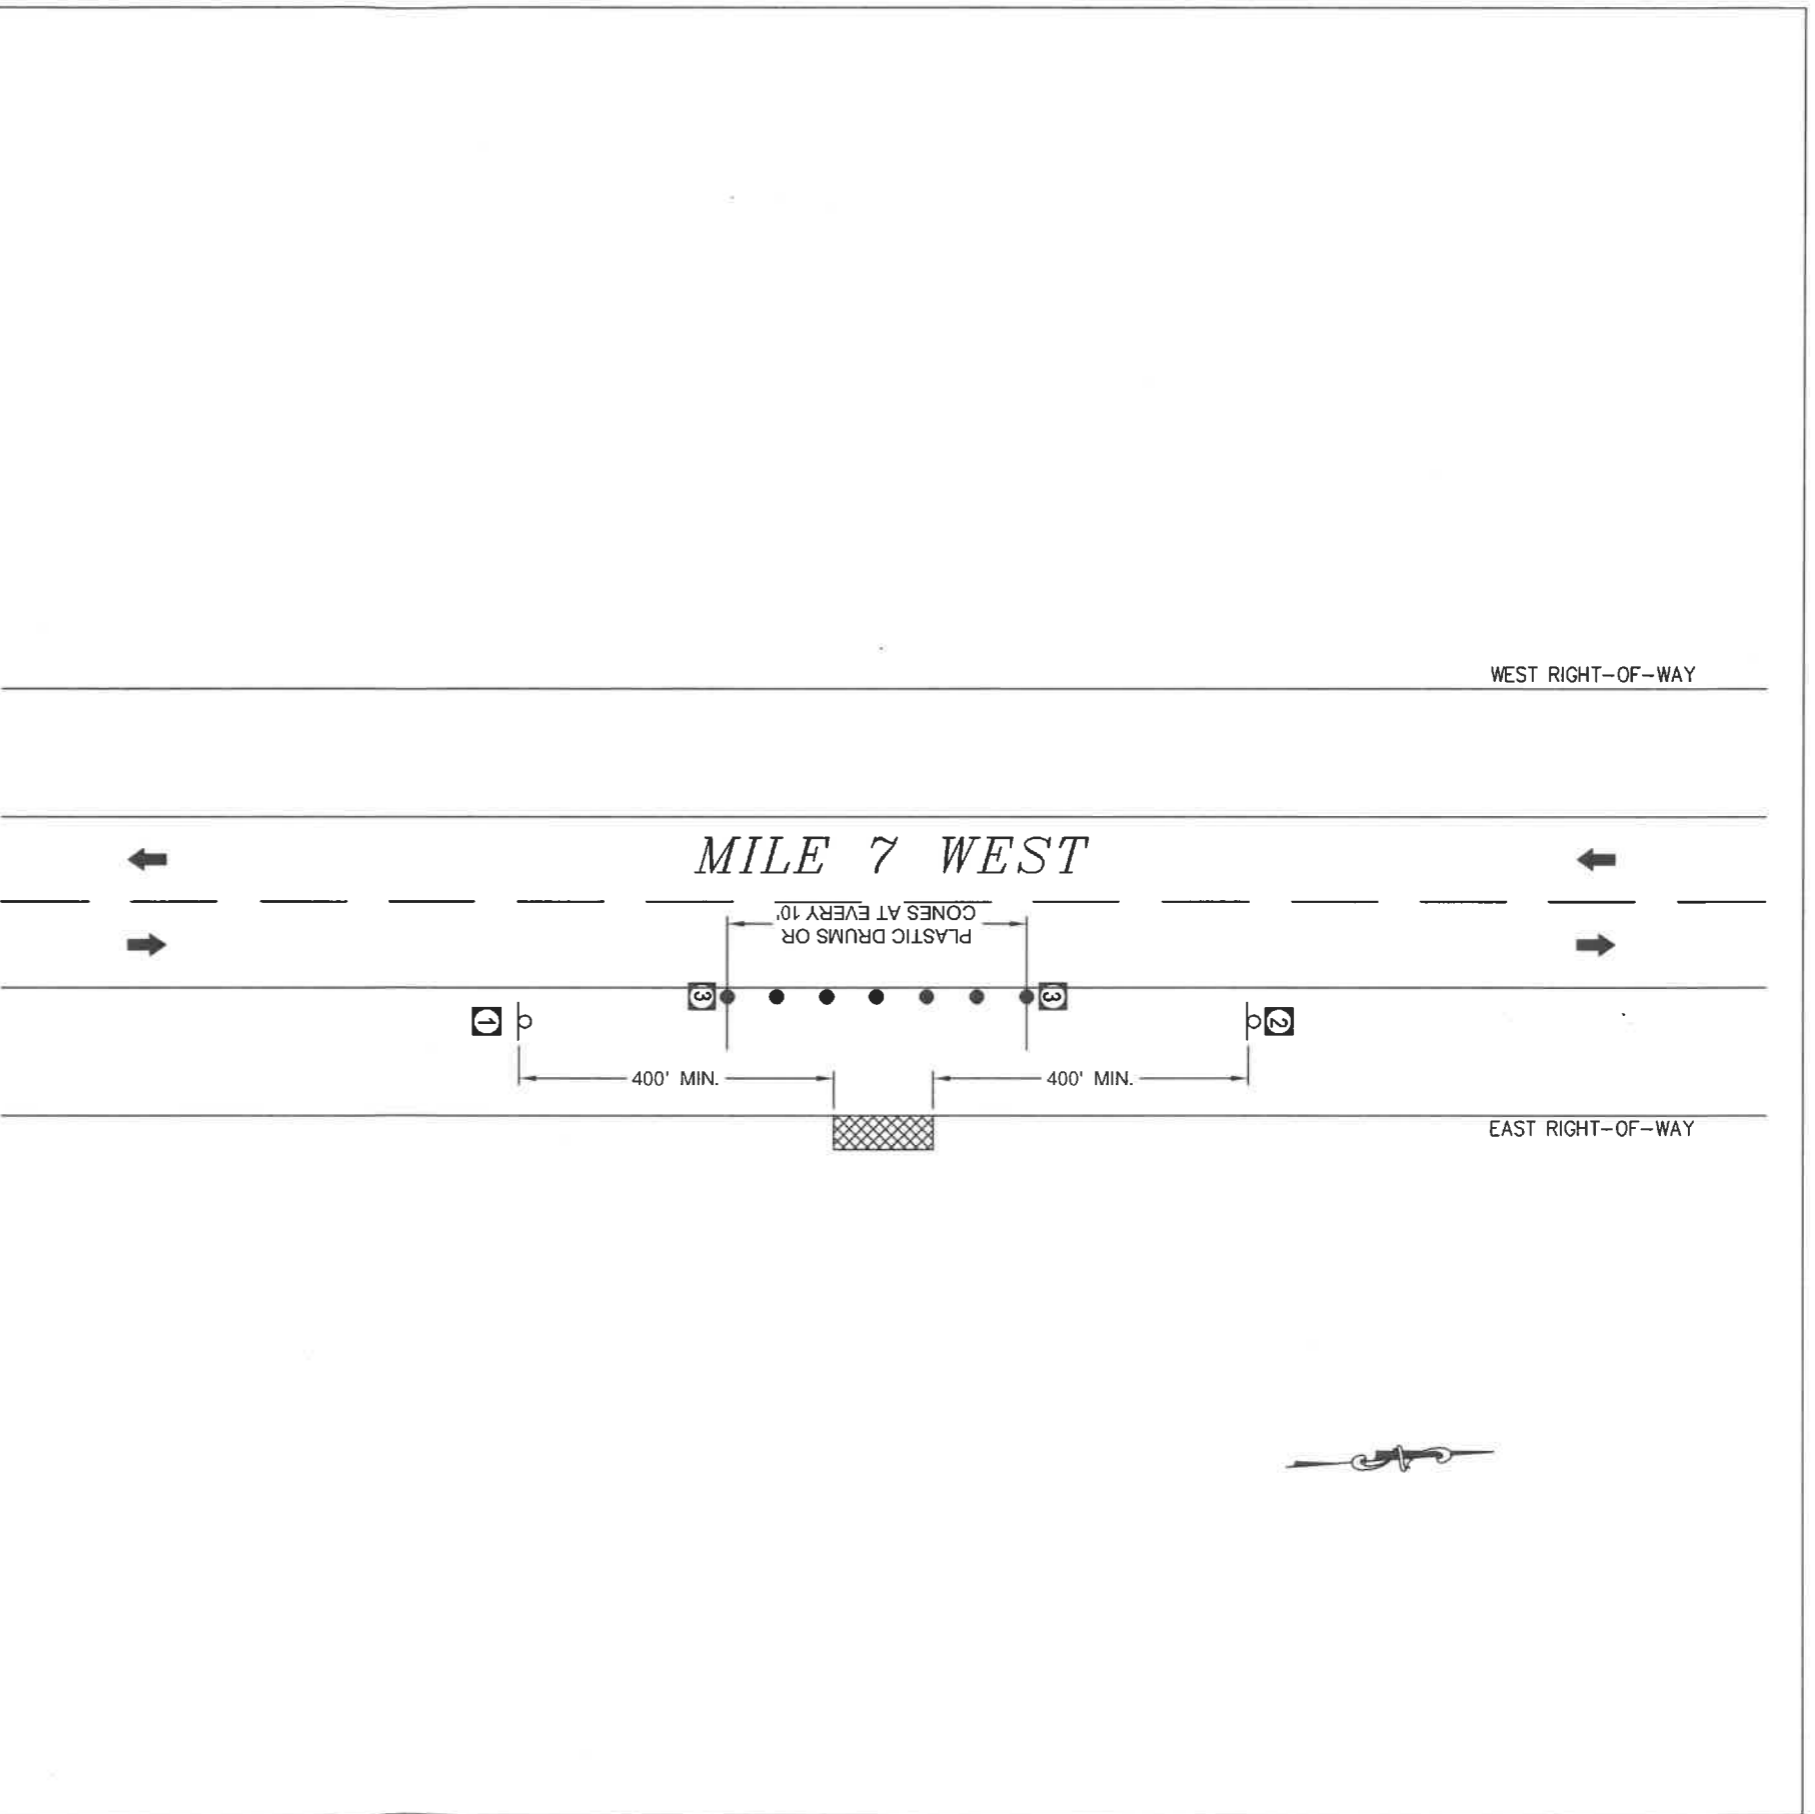 WEST RIGHT-OF-WAY
MILE 7 WEST
PLASTIC DRUMS OR
CONES AT EVERY 10'
3
3
1
2
400' MIN.
400' MIN.
EAST RIGHT-OF-WAY